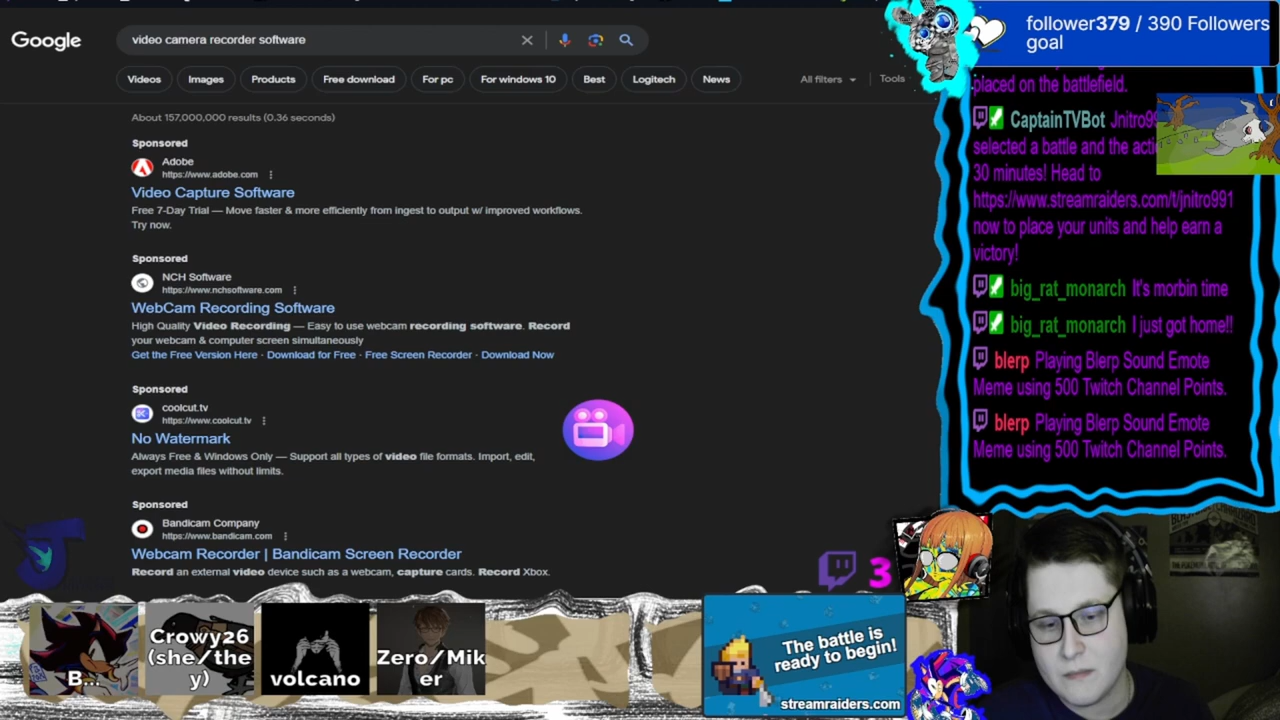 Google
video camera recorder software
Videos
Images
Products
Free download
For pc
For windows 10
Best
Logitech
News
All filters
Tools
About 157,000,000 results (0.36 seconds)
Sponsored
Adobe
https://www.adobe.com
Video Capture Software
Free 7-Day Trial — Move faster & more efficiently from ingest to output w/ improved workflows.
Try now.
Sponsored
NCH Software
https://www.nchsoftware.com
WebCam Recording Software
High Quality Video Recording — Easy to use webcam recording software. Record
your webcam & computer screen simultaneously
Get the Free Version Here · Download for Free · Free Screen Recorder · Download Now
Sponsored
coolcut.tv
https://www.coolcut.tv
No Watermark
Always Free & Windows Only — Support all types of video file formats. Import, edit,
export media files without limits.
Sponsored
Bandicam Company
https://www.bandicam.com
Webcam Recorder | Bandicam Screen Recorder
Record an external video device such as a webcam, capture cards. Record Xbox.
follower379 / 390 Followers
goal
placed on the battlefield.
CaptainTVBot Jnitro99
selected a battle and the acti
30 minutes! Head to
https://www.streamraiders.com/t/jnitro991
now to place your units and help earn a
victory!
big_rat_monarch It's morbin time
big_rat_monarch I just got home!!
blerp Playing Blerp Sound Emote
Meme using 500 Twitch Channel Points.
blerp Playing Blerp Sound Emote
Meme using 500 Twitch Channel Points.
3
B...
Crowy26
(she/the
y)
volcano
Zero/Mik
er
The battle is
ready to begin!
streamraiders.com